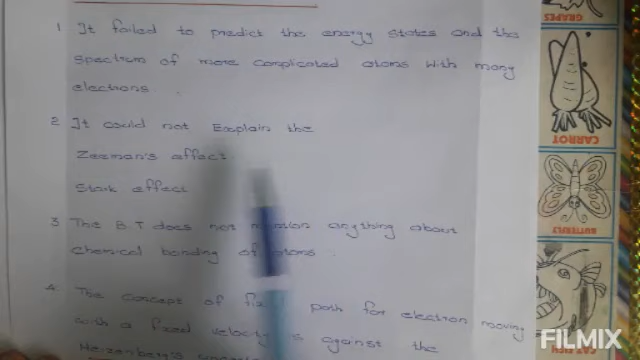 1 It failed to predict the energy states and the
spectrum of more complicated atoms with many
electrons.
2 It could not Explain the
Zeeman's effect
Stark effect
3 The B.T does not anything about
chemical bonding of atoms.
4 The concept of path for electron moving
with a fixed velocity is against the
Heizenberg's
GRAPES
CARROT
BUTTERFLY
CAT FISH
FILMIX